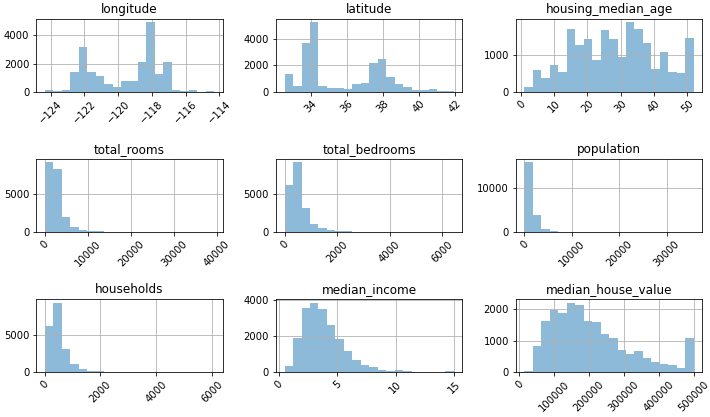 longitude latitude housing_median_age
4000 2000 0
4000 2000 0
1000 0
−124 −122 −120 −118 −116 −114
34 36 38 40 42
0 10 20 30 40 50
total_rooms total_bedrooms population
5000 0
5000 0
10000 0
0 10000 20000 30000 40000
0 2000 4000 6000
0 10000 20000 30000
households median_income median_house_value
5000 0
4000 2000 0
2000 1000 0
0 2000 4000 6000
0 5 10 15
100000 200000 300000 400000 500000